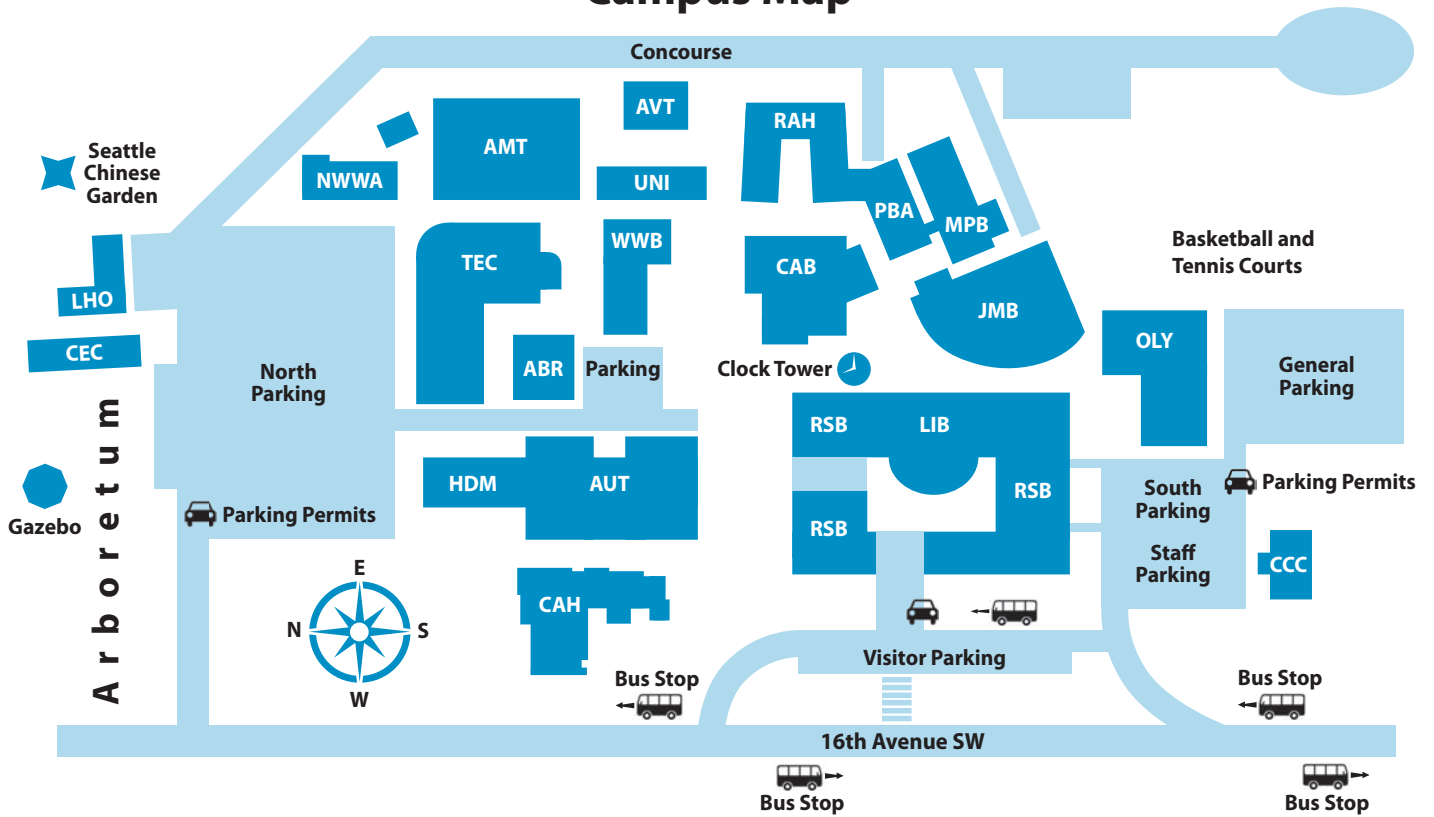 Campus Map
Concourse
AVT
RAH
AMT
Seattle
Chinese
Garden
NWWA
UNI
PBA
MPB
WWB
Basketball and
Tennis Courts
TEC
CAB
LHO
JMB
OLY
CEC
North
Parking
ABR
Parking
Clock Tower
General
Parking
Arboretum
RSB
LIB
HDM
AUT
RSB
South
Parking
Parking Permits
Gazebo
Parking Permits
RSB
Staff
Parking
CCC
E
N
S
W
CAH
Visitor Parking
Bus Stop
Bus Stop
16th Avenue SW
Bus Stop
Bus Stop